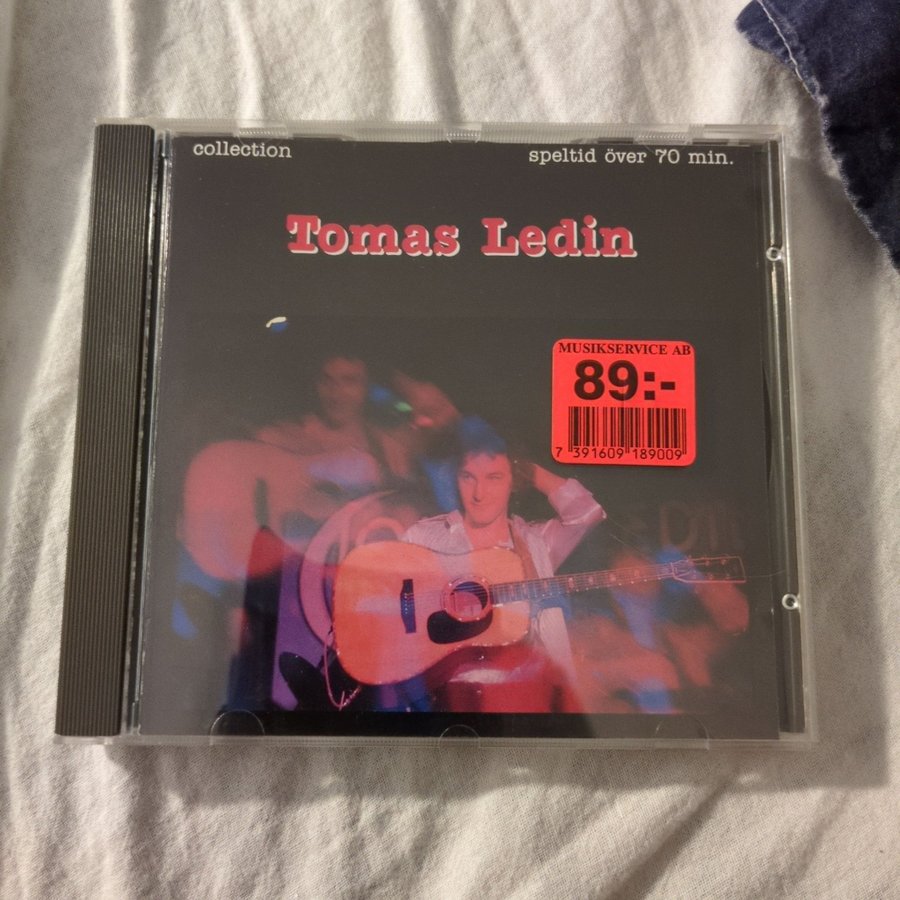 collection
speltid över 70 min.
Tomas Ledin
MUSIKSERVICE AB
89:-
7 391609 189009